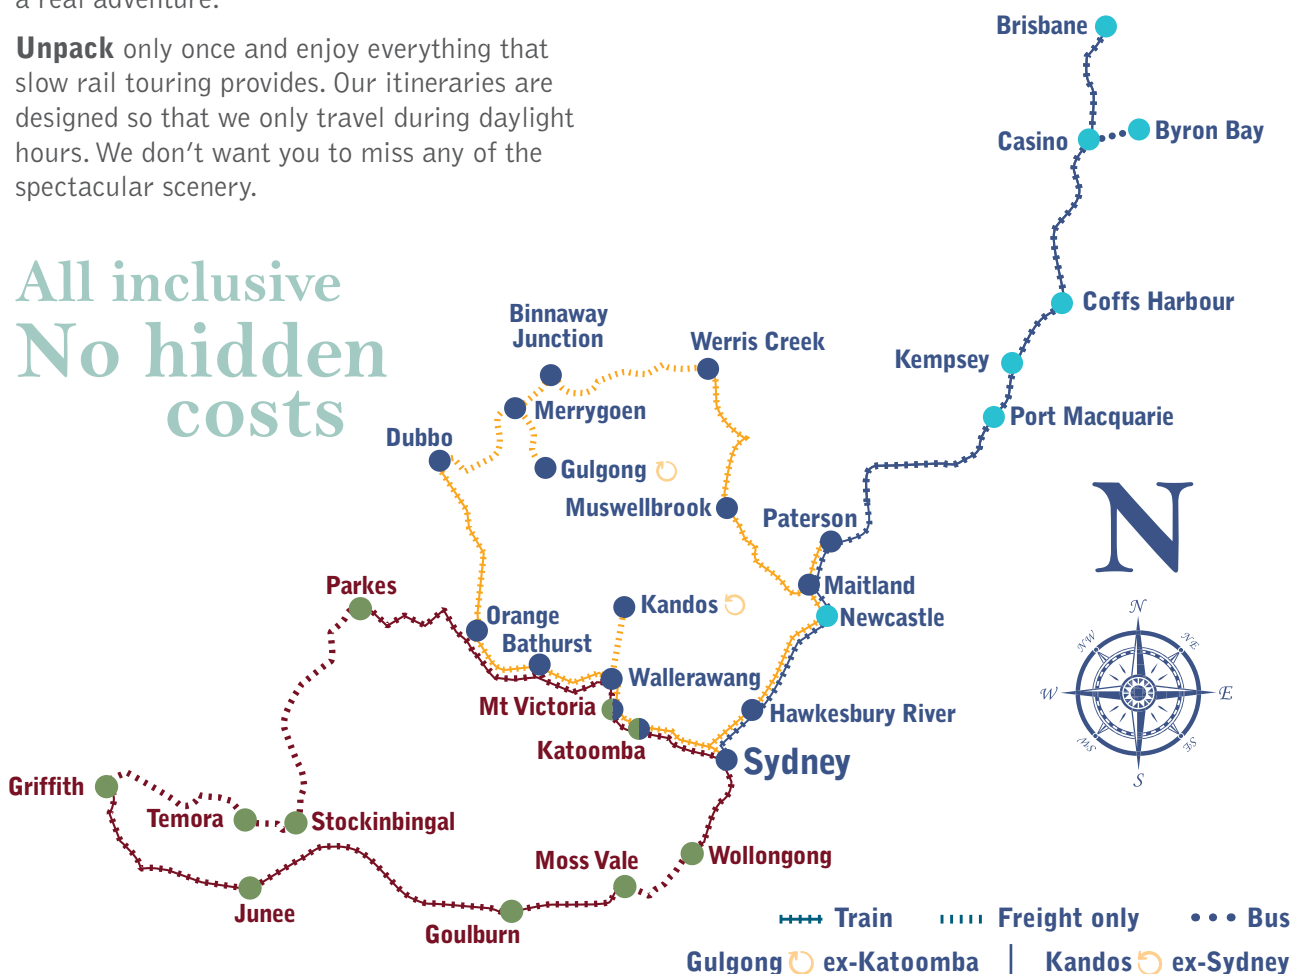 a real adventure.
Unpack only once and enjoy everything that
slow rail touring provides. Our itineraries are
designed so that we only travel during daylight
hours. We don't want you to miss any of the
spectacular scenery.
All inclusive
No hidden
costs
Brisbane
Casino
Byron Bay
Coffs Harbour
Kempsey
Port Macquarie
Binnaway
Junction
Werris Creek
Merrygoen
Dubbo
Gulgong
Muswellbrook
Paterson
N
Parkes
Maitland
Kandos
Newcastle
Orange
Bathurst
Wallerawang
Mt Victoria
Hawkesbury River
Katoomba
Sydney
N
NW
NE
W
E
SW
SE
S
Griffith
Temora
Stockinbingal
Moss Vale
Wollongong
Junee
Goulburn
Train
Freight only
Bus
Gulgong ex-Katoomba | Kandos ex-Sydney